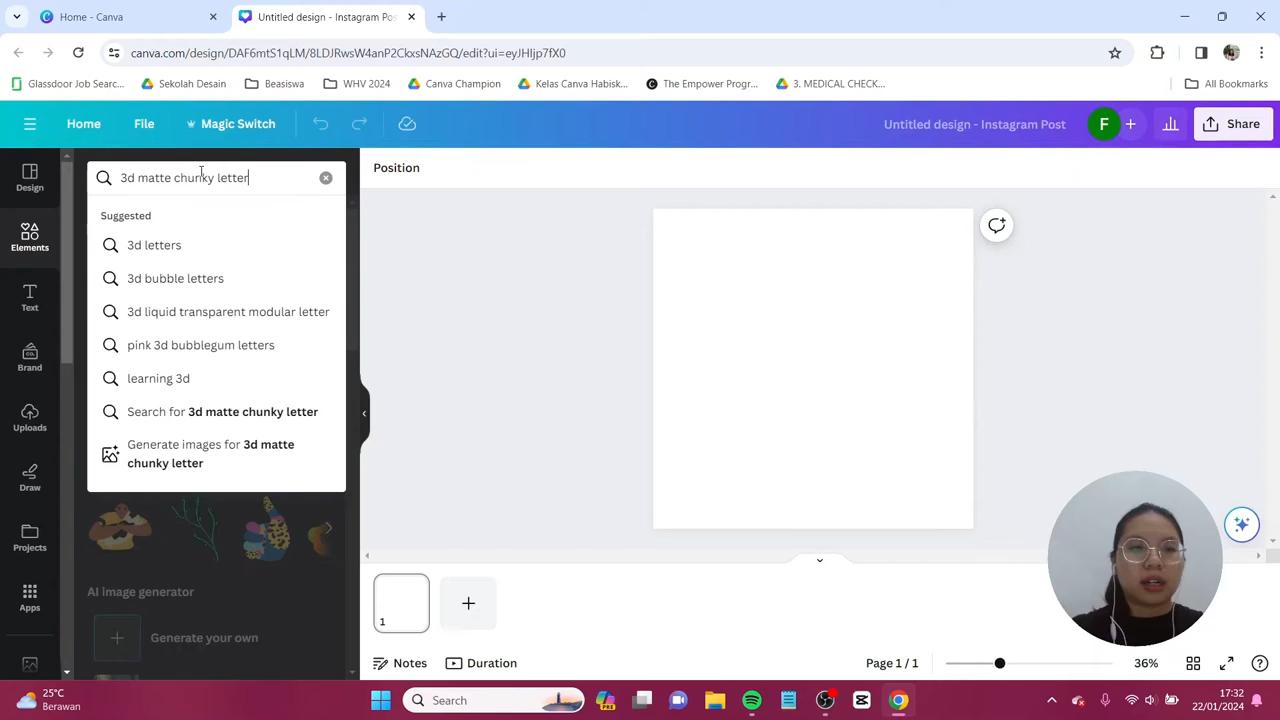 Home - Canva
Untitled design - Instagram Pos
canva.com/design/DAF6mtS1qLM/8LDJRwsW4anP2CkxsNAzGQ/edit?ui=eyJHIjp7fX0
Glassdoor Job Searc...
Sekolah Desain
Beasiswa
WHV 2024
Canva Champion
Kelas Canva Habisk...
The Empower Progr...
3. MEDICAL CHECK...
All Bookmarks
Home
File
Magic Switch
Untitled design - Instagram Post
F
Share
Design
Elements
Text
Brand
Uploads
Draw
Projects
Apps
3d matte chunky letter
Suggested
3d letters
3d bubble letters
3d liquid transparent modular letter
pink 3d bubblegum letters
learning 3d
Search for 3d matte chunky letter
Generate images for 3d matte
chunky letter
AI image generator
Generate your own
Position
1
Notes
Duration
Page 1 / 1
36%
25°C
Berawan
Search
17:32
22/01/2024